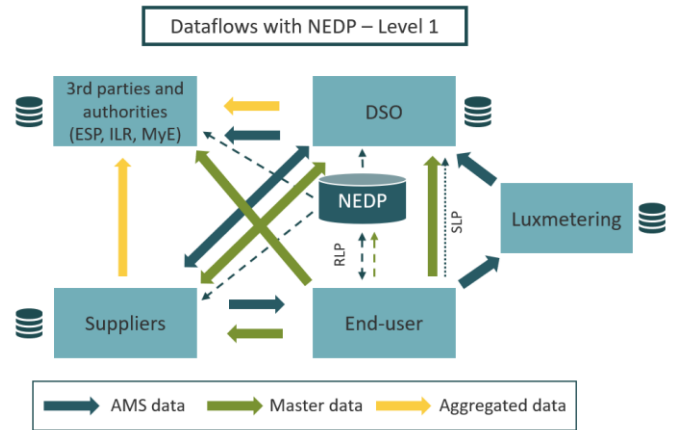 Dataflows with NEDP – Level 1
3rd parties and
authorities
(ESP, ILR, MyE)
DSO
NEDP
Luxmetering
SLP
RLP
Suppliers
End-user
AMS data
Master data
Aggregated data